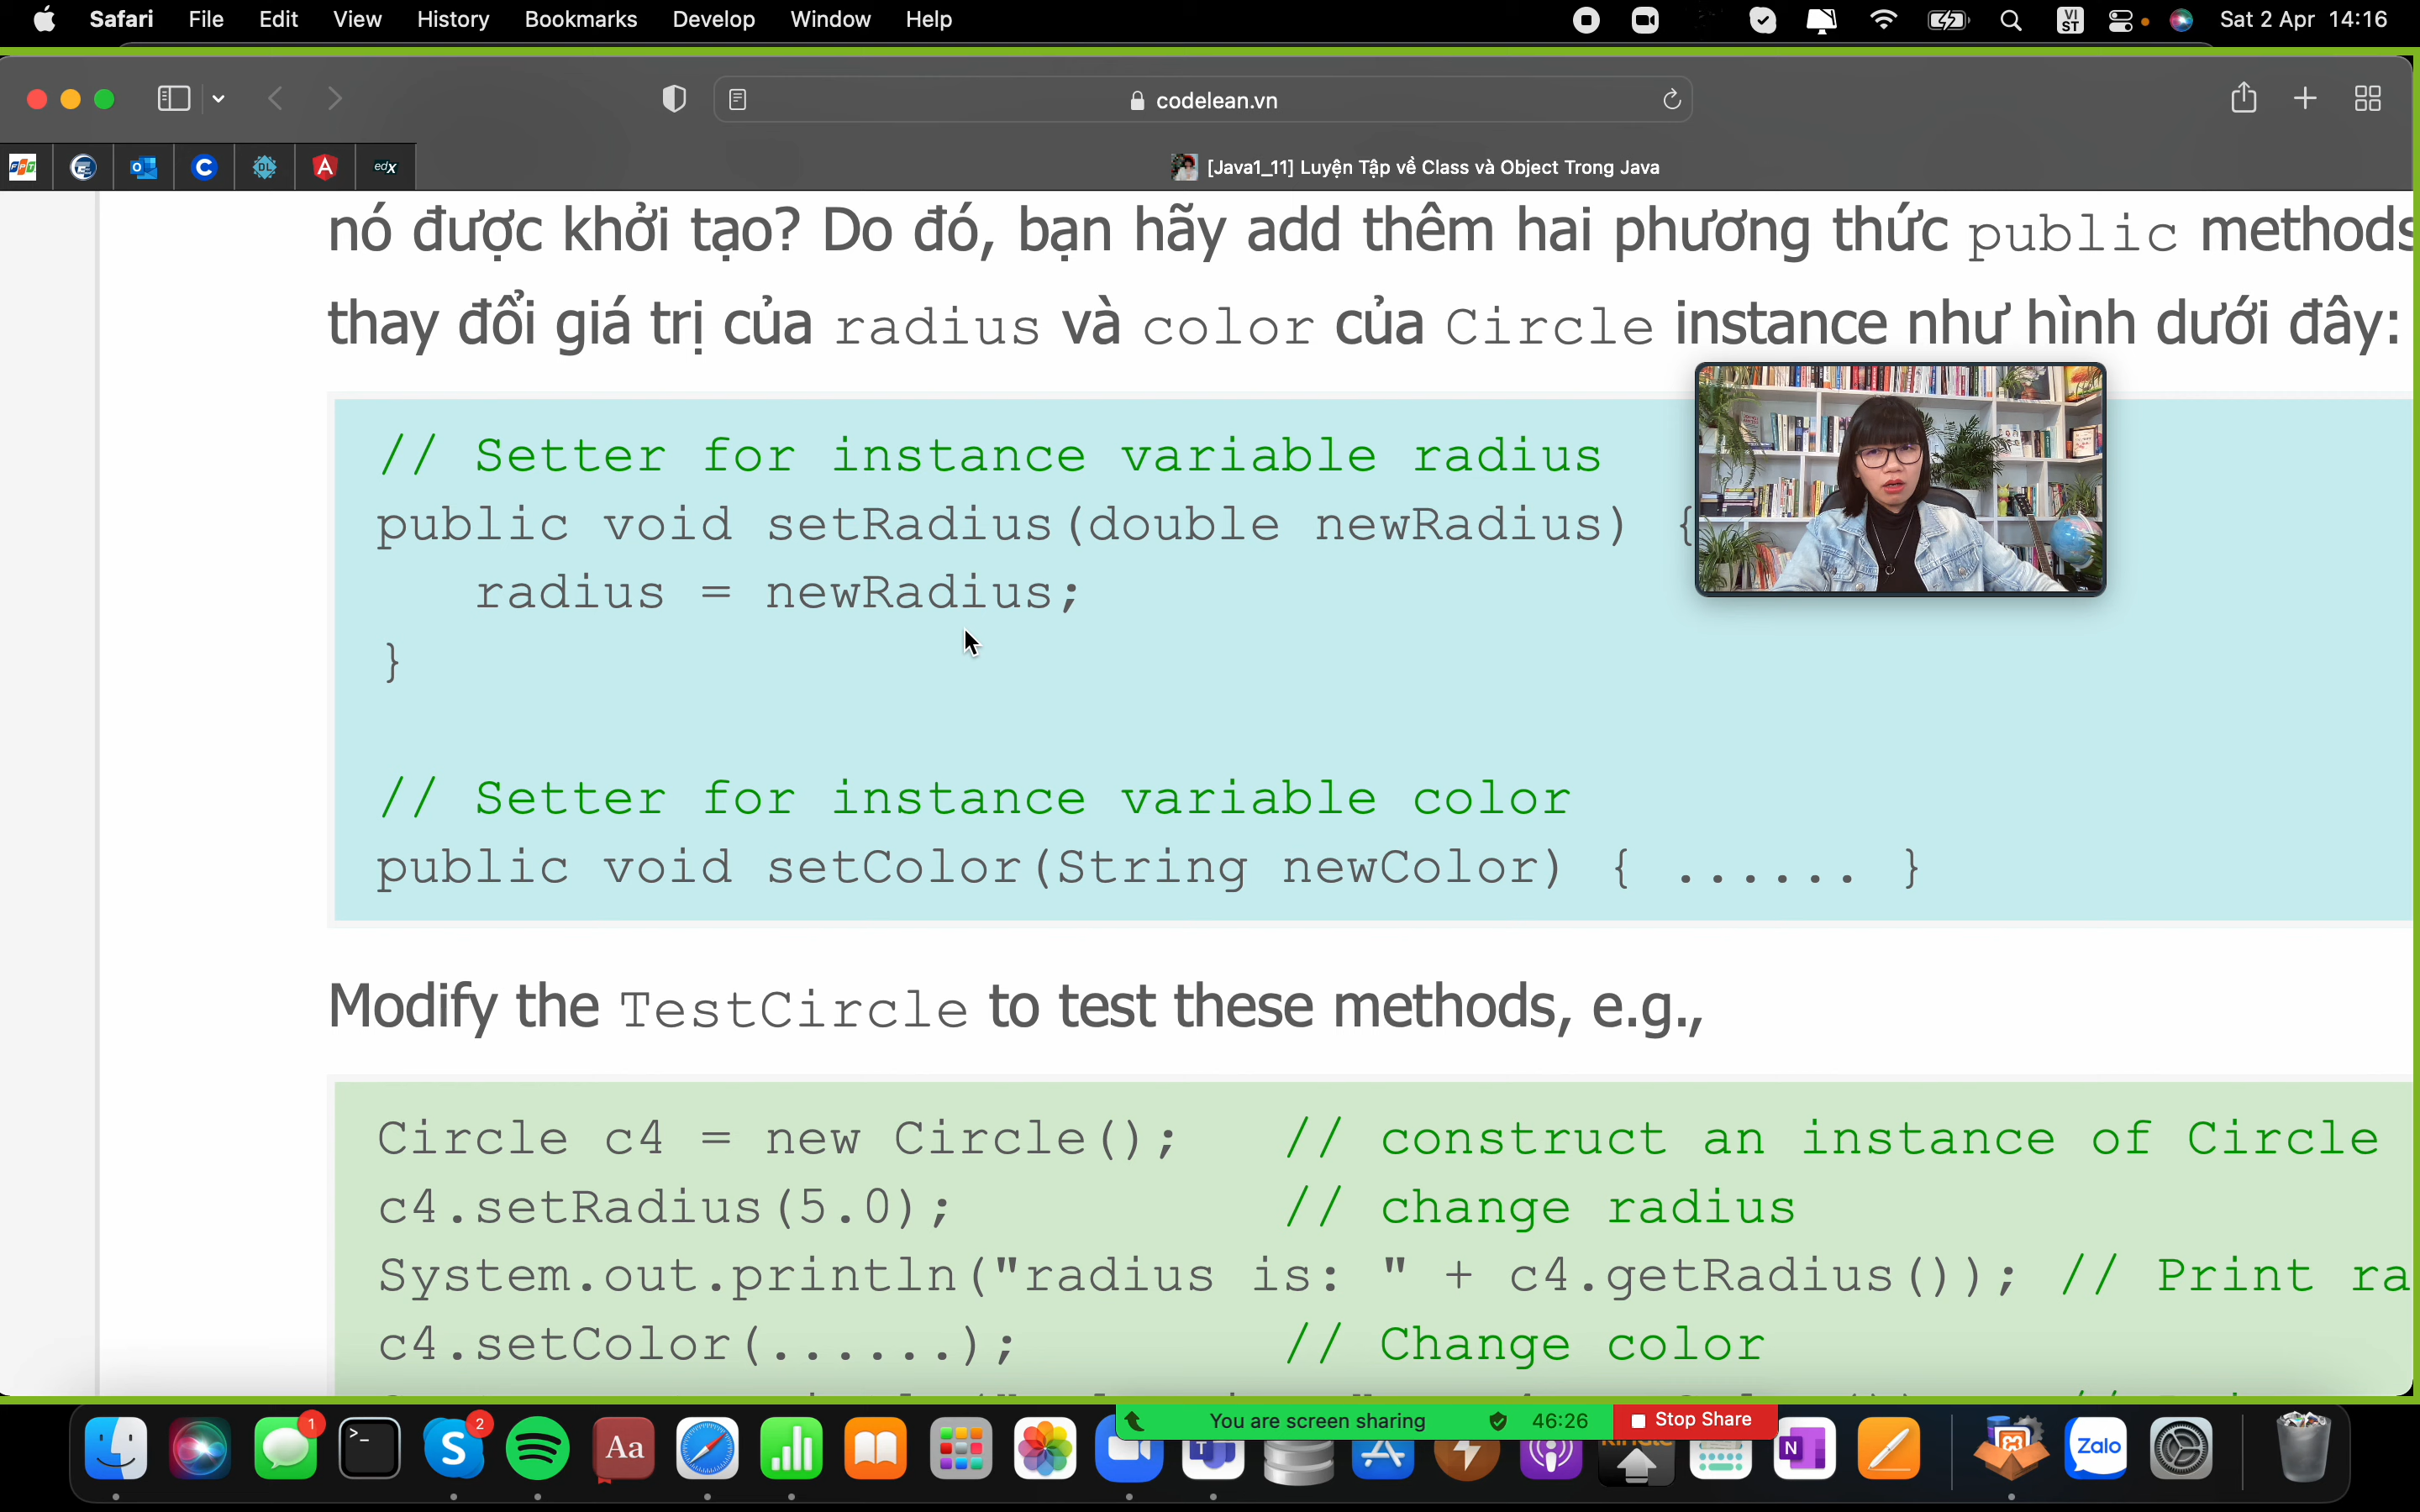 Safari File Edit View History Bookmarks Develop Window Help VI ST Sat 2 Apr 14:16
codelean.vn
FPT edX [Java1_11] Luyện Tập về Class và Object Trong Java
nó được khởi tạo? Do đó, bạn hãy add thêm hai phương thức public methods
thay đổi giá trị của radius và color của Circle instance như hình dưới đây:
// Setter for instance variable radius
public void setRadius(double newRadius) {
radius = newRadius;
}
// Setter for instance variable color
public void setColor(String newColor) { ...... }
Modify the TestCircle to test these methods, e.g.,
Circle c4 = new Circle(); // construct an instance of Circle
c4.setRadius(5.0); // change radius
System.out.println("radius is: " + c4.getRadius()); // Print ra
c4.setColor(......); // Change color
You are screen sharing 46:26 Stop Share
1 2 Aa Zalo